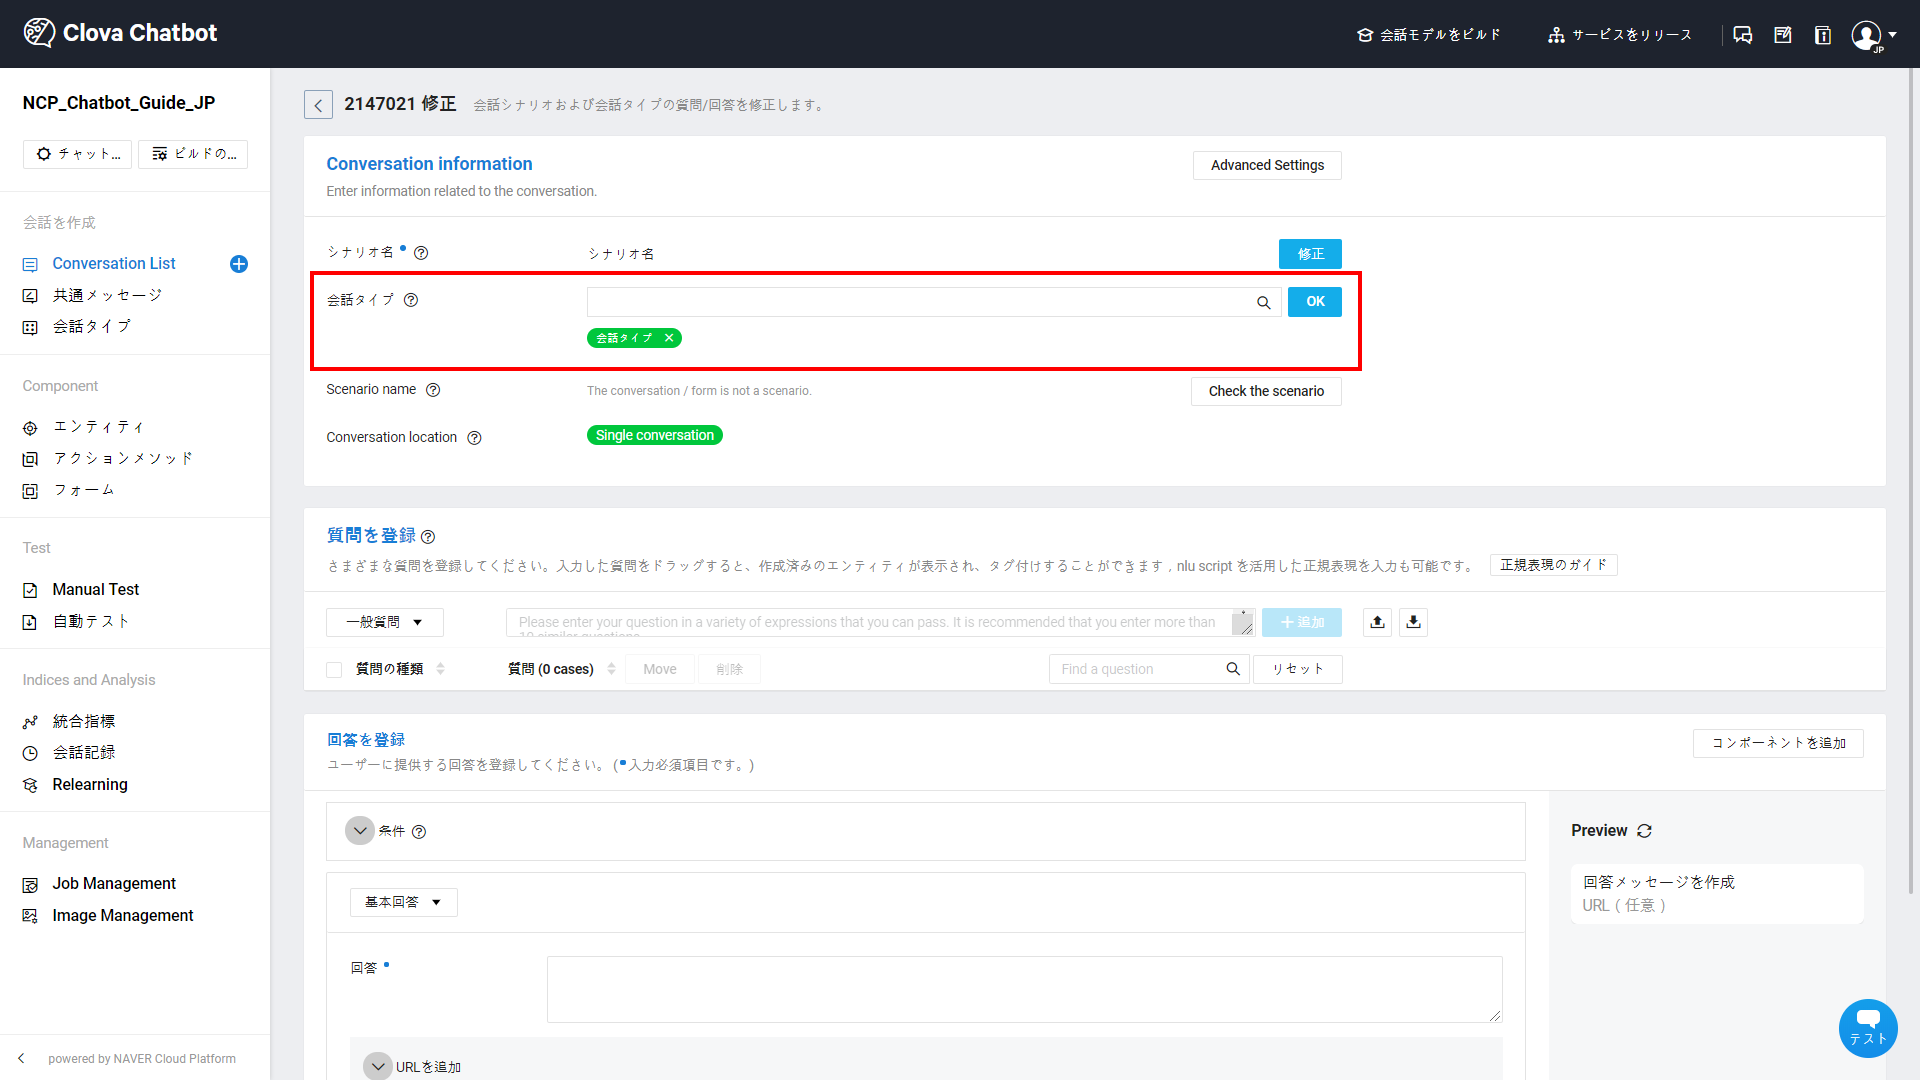 Clova Chatbot
会話モデルをビルド
サービスをリリース
JP
NCP_Chatbot_Guide_JP
チャット...
ビルドの...
会話を作成
Conversation List
共通メッセージ
会話タイプ
Component
エンティティ
アクションメソッド
フォーム
Test
Manual Test
自動テスト
Indices and Analysis
統合指標
会話記録
Relearning
Management
Job Management
Image Management
powered by NAVER Cloud Platform
2147021 修正 会話シナリオおよび会話タイプの質問/回答を修正します。
Conversation information
Advanced Settings
Enter information related to the conversation.
シナリオ名 シナリオ名 修正
会話タイプ OK
会話タイプ ×
Scenario name The conversation / form is not a scenario. Check the scenario
Conversation location Single conversation
質問を登録
さまざまな質問を登録してください。入力した質問をドラッグすると、作成済みのエンティティが表示され、タグ付けすることができます , nlu script を活用した正規表現を入力も可能です。 正規表現のガイド
一般質問 Please enter your question in a variety of expressions that you can pass. It is recommended that you enter more than +追加
10 similar questions
質問の種類 質問 (0 cases) Move 削除 Find a question リセット
回答を登録
コンポーネントを追加
ユーザーに提供する回答を登録してください。 ( 入力必須項目です。)
条件
Preview
回答メッセージを作成
URL ( 任意 )
基本回答
回答
URLを追加
テスト